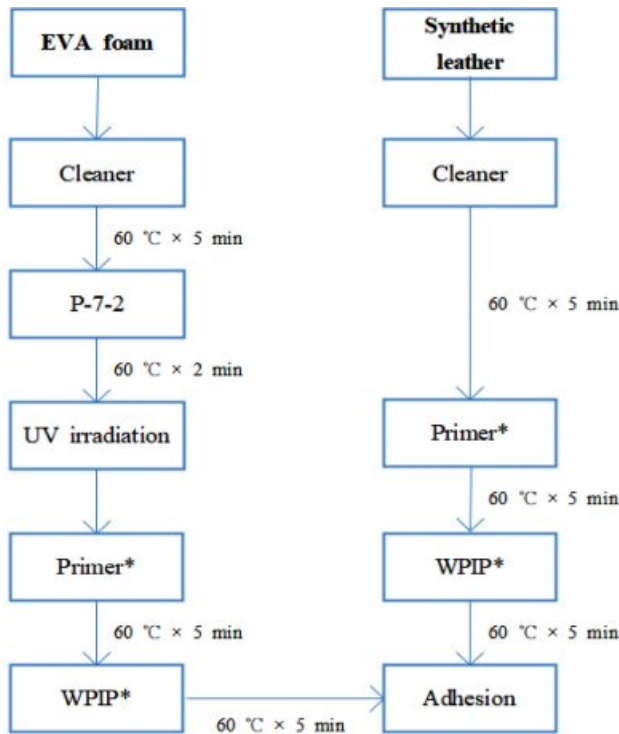 EVA foam
Cleaner
60 ℃ × 5 min
P-7-2
60 ℃ × 2 min
UV irradiation
Primer*
60 ℃ × 5 min
WPIP*
60 ℃ × 5 min
Synthetic
leather
Cleaner
60 ℃ × 5 min
Primer*
60 ℃ × 5 min
WPIP*
60 ℃ × 5 min
Adhesion